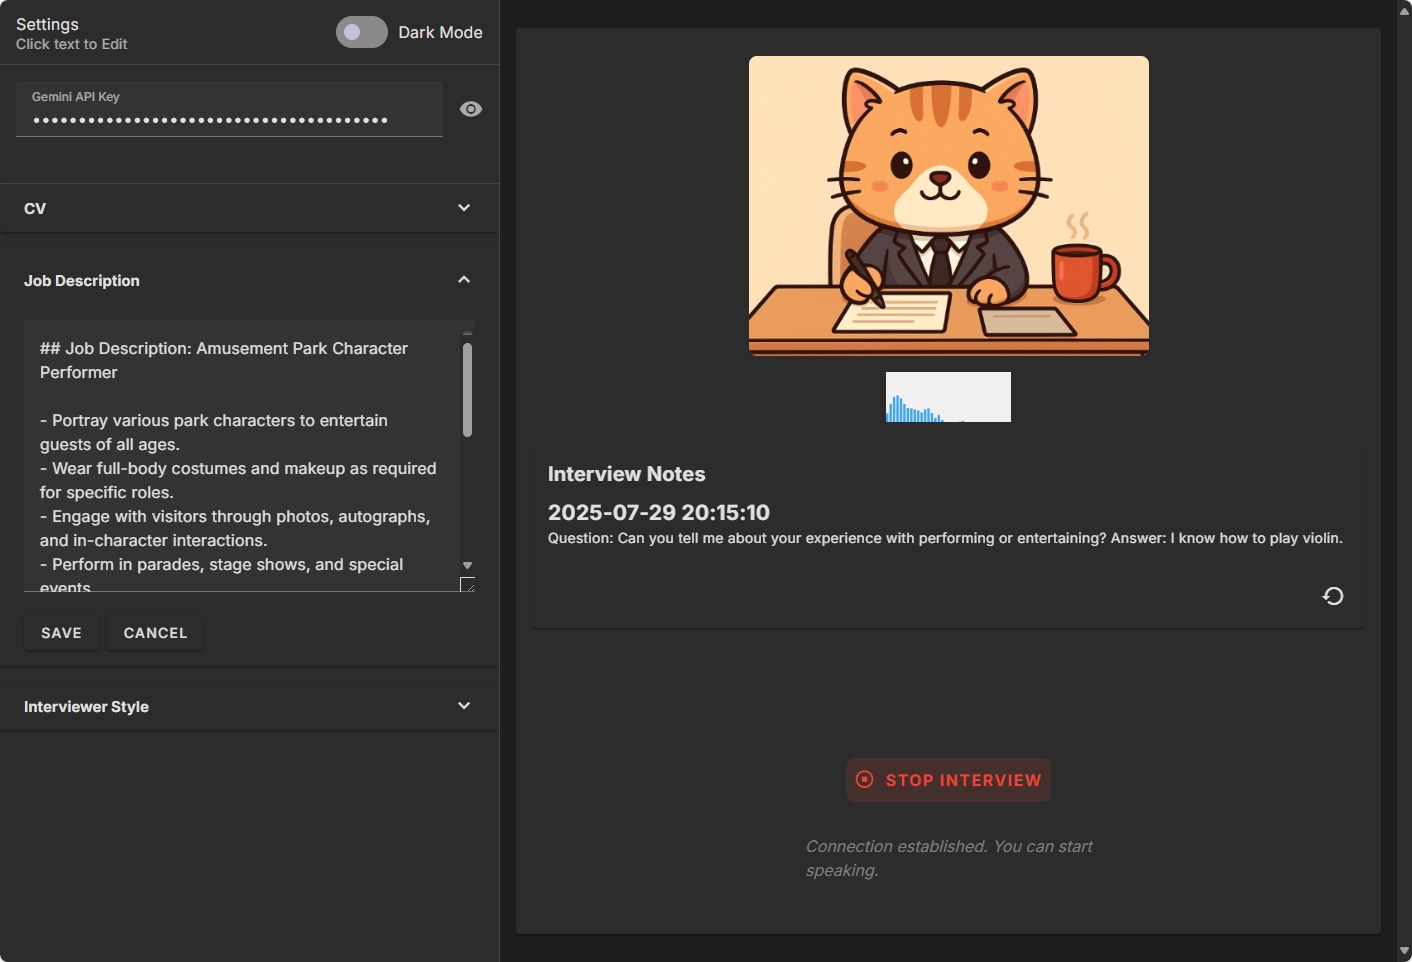 Settings
Click text to Edit
Dark Mode
Gemini API Key
CV
Job Description
## Job Description: Amusement Park Character
Performer
- Portray various park characters to entertain
guests of all ages.
- Wear full-body costumes and makeup as required
for specific roles.
- Engage with visitors through photos, autographs,
and in-character interactions.
- Perform in parades, stage shows, and special
events
SAVE
CANCEL
Interviewer Style
Interview Notes
2025-07-29 20:15:10
Question: Can you tell me about your experience with performing or entertaining? Answer: I know how to play violin.
STOP INTERVIEW
Connection established. You can start
speaking.